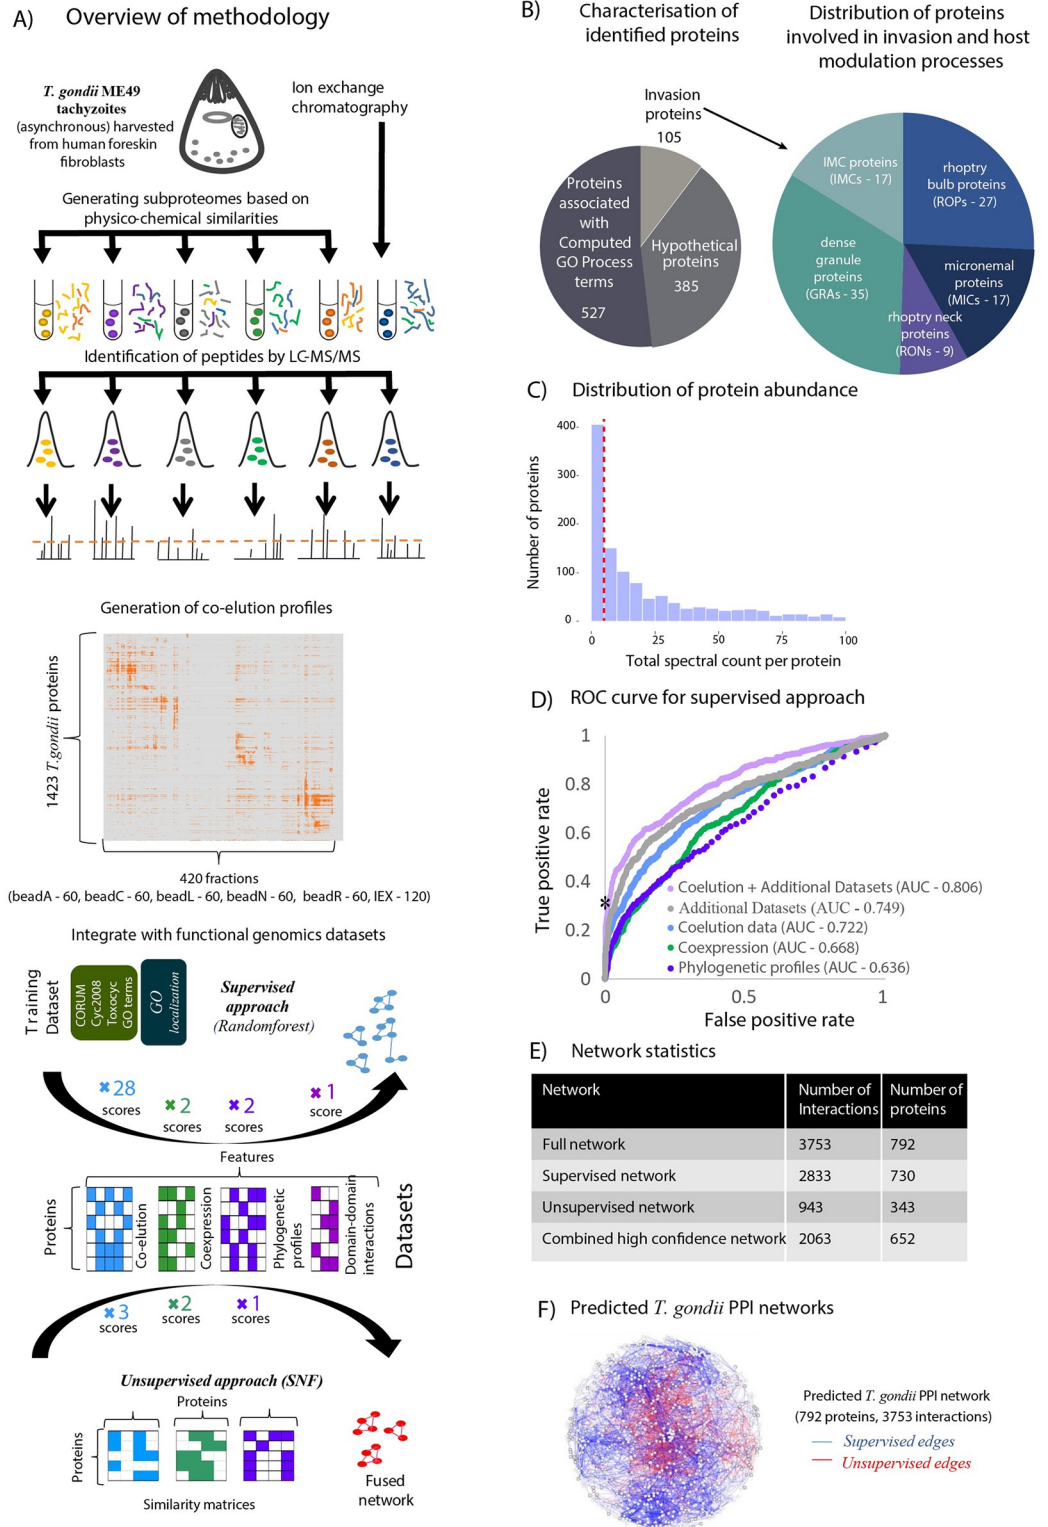 A) Overview of methodology
T. gondii ME49
tachyzoites
(asynchronous) harvested
from human foreskin
fibroblasts
Ion exchange
chromatography
Generating subproteomes based on
physico-chemical similarities
Identification of peptides by LC-MS/MS
Generation of co-elution profiles
1423 T.gondii proteins
420 fractions
(beadA - 60, beadC - 60, beadL - 60, beadN - 60, beadR - 60, IEX - 120)
Integrate with functional genomics datasets
Training
Dataset
CORUM
Cyc2008
Toxocyc
GO terms
GO
localization
Supervised
approach
(Randomforest)
×28
scores
×2
scores
×2
scores
×1
score
Features
Proteins
Co-elution
Coexpression
Phylogenetic
profiles
Domain-domain
interactions
Datasets
×3
scores
×2
scores
×1
scores
Unsupervised approach (SNF)
Proteins
Proteins
Similarity matrices
Fused
network
B) Characterisation of
identified proteins
Distribution of proteins
involved in invasion and host
modulation processes
Invasion
proteins
105
Proteins
associated
with
Computed
GO Process
terms
527
Hypothetical
proteins
385
IMC proteins
(IMCs - 17)
rhoptry
bulb proteins
(ROPs - 27)
dense
granule
proteins
(GRAs - 35)
micronemal
proteins
(MICs - 17)
rhoptry neck
proteins
(RONs - 9)
C) Distribution of protein abundance
Number of proteins
400
300
200
100
0
0 25 50 75 100
Total spectral count per protein
D) ROC curve for supervised approach
True positive rate
1
0.8
0.6
0.4
0.2
0
*
Coelution + Additional Datasets (AUC - 0.806)
Additional Datasets (AUC - 0.749)
Coelution data (AUC - 0.722)
Coexpression (AUC - 0.668)
Phylogenetic profiles (AUC - 0.636)
0 0.5 1
False positive rate
E) Network statistics
Network Number of Interactions Number of proteins
Full network 3753 792
Supervised network 2833 730
Unsupervised network 943 343
Combined high confidence network 2063 652
F) Predicted T. gondii PPI networks
Predicted T. gondii PPI network
(792 proteins, 3753 interactions)
Supervised edges
Unsupervised edges